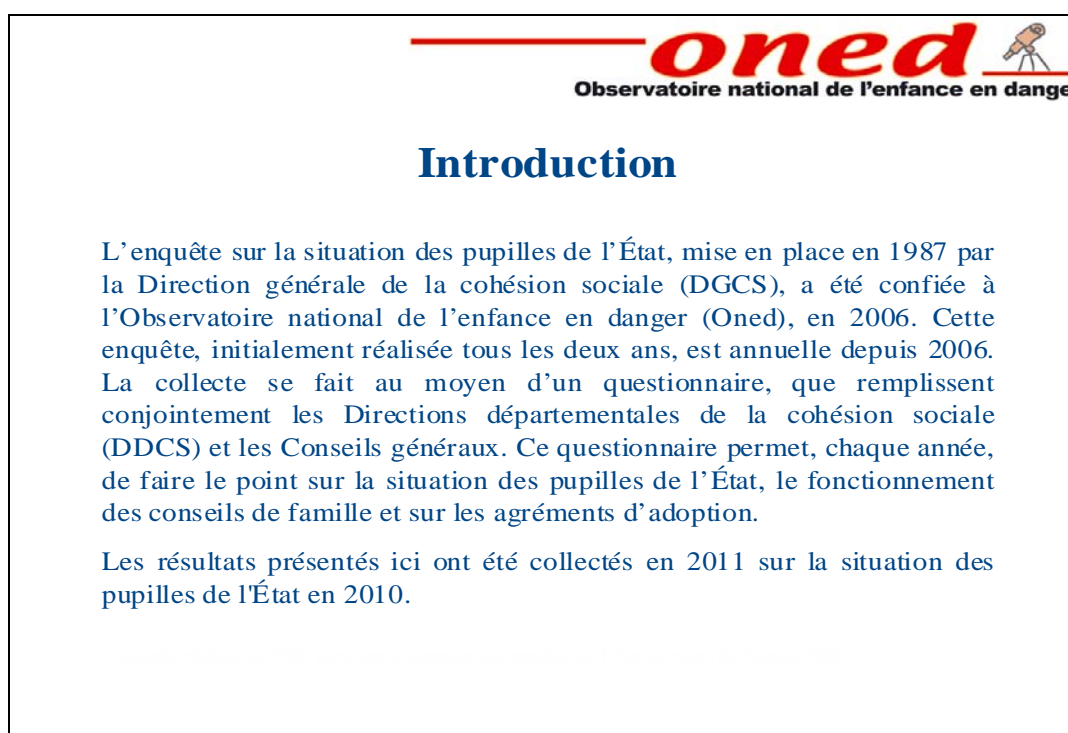 oned
Observatoire national de l'enfance en dange
Introduction
L'enquête sur la situation des pupilles de l'État, mise en place en 1987 par
la Direction générale de la cohésion sociale (DGCS), a été confiée à
l'Observatoire national de l'enfance en danger (Oned), en 2006. Cette
enquête, initialement réalisée tous les deux ans, est annuelle depuis 2006.
La collecte se fait au moyen d'un questionnaire, que remplissent
conjointement les Directions départementales de la cohésion sociale
(DDCS) et les Conseils généraux. Ce questionnaire permet, chaque année,
de faire le point sur la situation des pupilles de l'État, le fonctionnement
des conseils de famille et sur les agréments d'adoption.
Les résultats présentés ici ont été collectés en 2011 sur la situation des
pupilles de l'État en 2010.